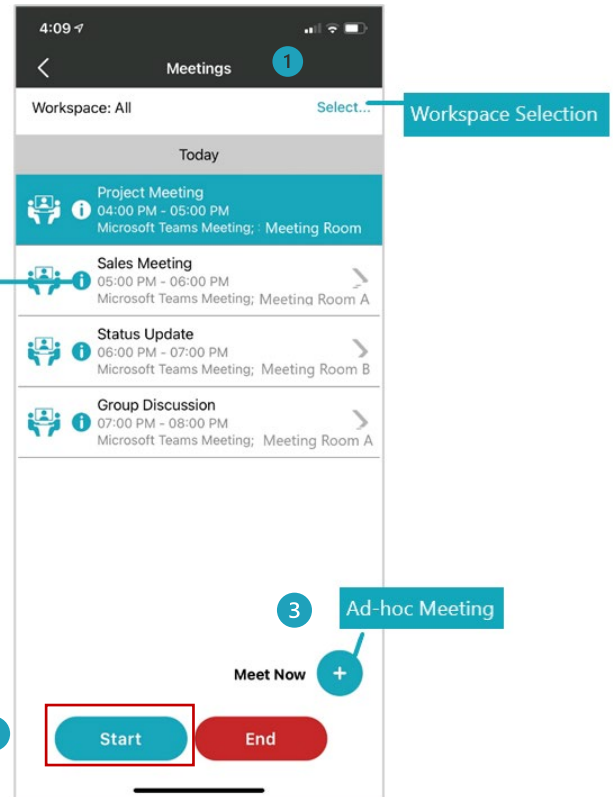 4:09
Meetings
1
Workspace: All
Select...
Workspace Selection
Today
Project Meeting
04:00 PM - 05:00 PM
Microsoft Teams Meeting; Meeting Room
Sales Meeting
05:00 PM - 06:00 PM
Microsoft Teams Meeting; Meeting Room A
Status Update
06:00 PM - 07:00 PM
Microsoft Teams Meeting; Meeting Room B
Group Discussion
07:00 PM - 08:00 PM
Microsoft Teams Meeting; Meeting Room A
3
Ad-hoc Meeting
Meet Now +
Start
End